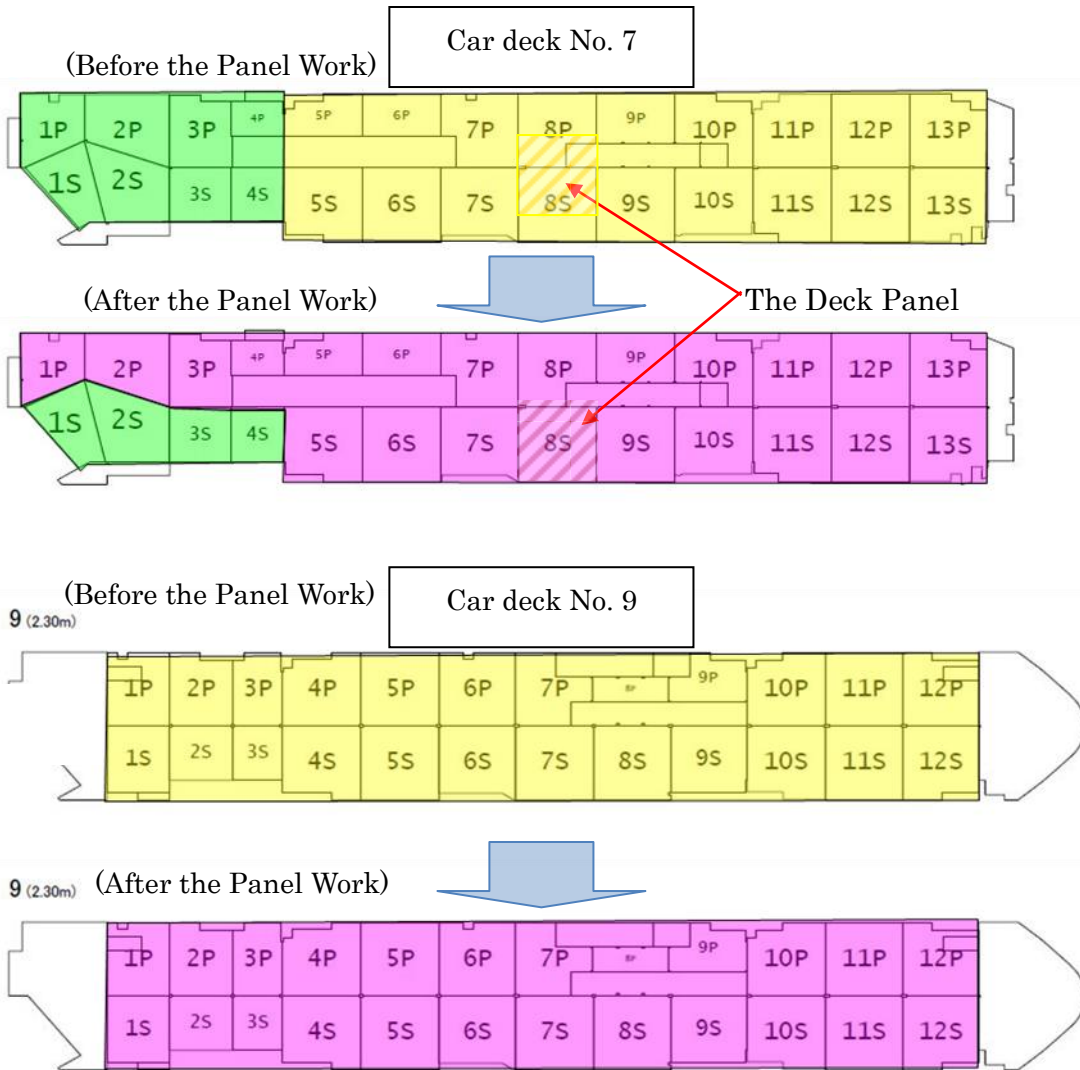 Car deck No. 7
(Before the Panel Work)
1P 2P 3P 4P 5P 6P 7P 8P 9P 10P 11P 12P 13P
1S 2S 3S 4S 5S 6S 7S 8S 9S 10S 11S 12S 13S
(After the Panel Work)
The Deck Panel
1P 2P 3P 4P 5P 6P 7P 8P 9P 10P 11P 12P 13P
1S 2S 3S 4S 5S 6S 7S 8S 9S 10S 11S 12S 13S
(Before the Panel Work)
Car deck No. 9
9 (2.30m)
1P 2P 3P 4P 5P 6P 7P 8P 9P 10P 11P 12P
1S 2S 3S 4S 5S 6S 7S 8S 9S 10S 11S 12S
9 (2.30m)
(After the Panel Work)
1P 2P 3P 4P 5P 6P 7P 8P 9P 10P 11P 12P
1S 2S 3S 4S 5S 6S 7S 8S 9S 10S 11S 12S